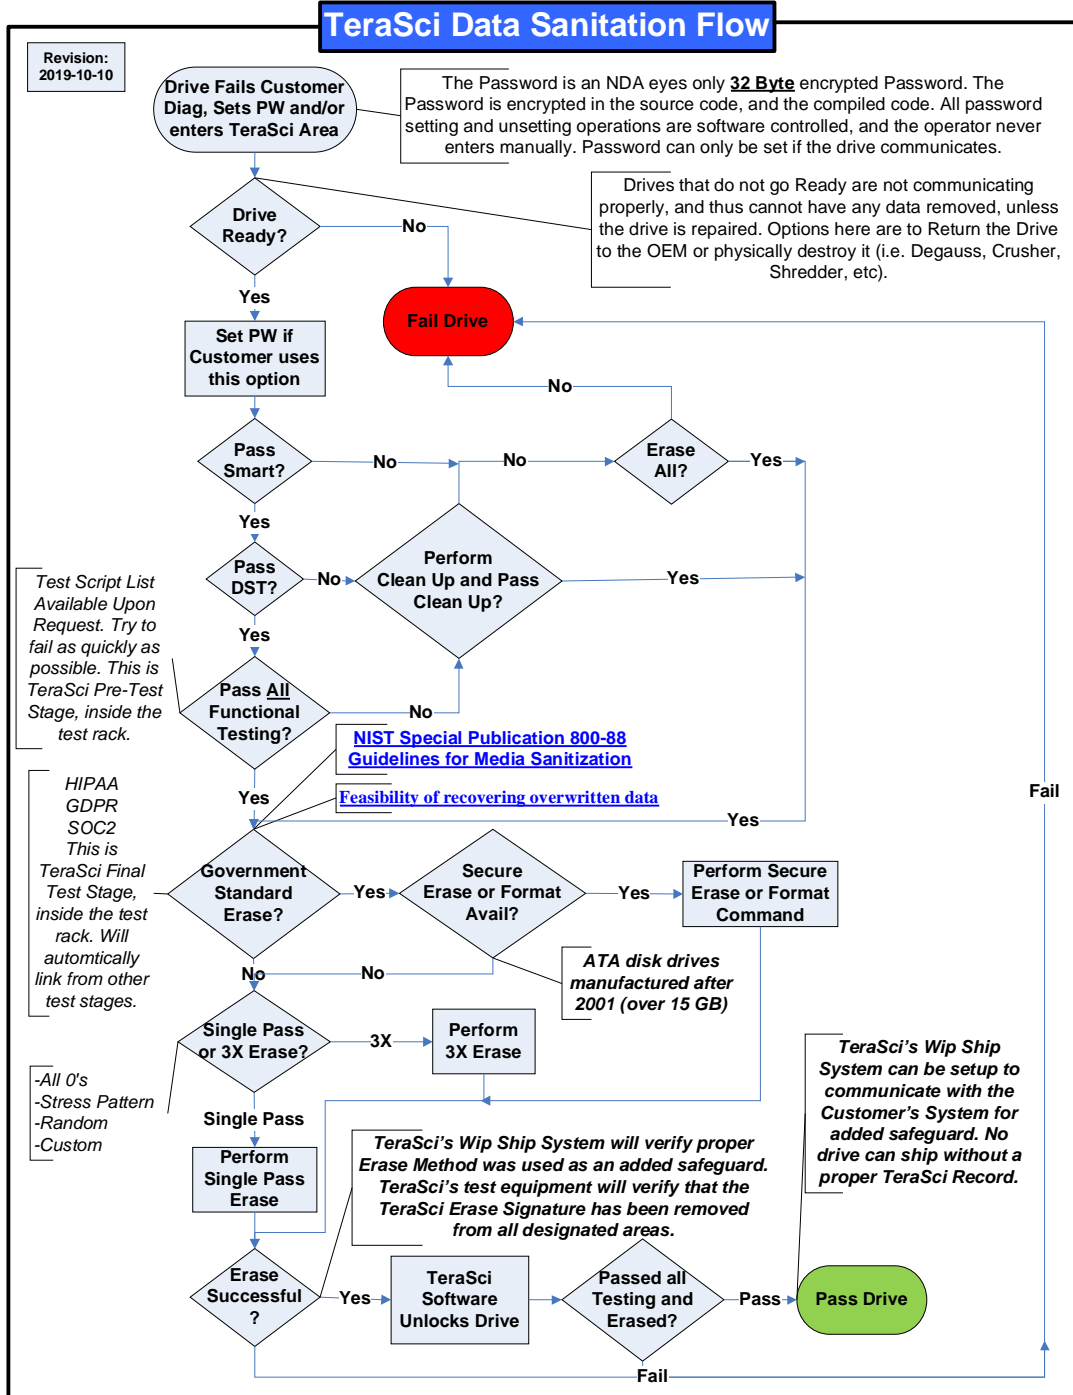 TeraSci Data Sanitation Flow
Revision:
2019-10-10
Drive Fails Customer
Diag, Sets PW and/or
enters TeraSci Area
The Password is an NDA eyes only 32 Byte encrypted Password. The
Password is encrypted in the source code, and the compiled code. All password
setting and unsetting operations are software controlled, and the operator never
enters manually. Password can only be set if the drive communicates.
Drives that do not go Ready are not communicating
properly, and thus cannot have any data removed, unless
the drive is repaired. Options here are to Return the Drive
to the OEM or physically destroy it (i.e. Degauss, Crusher,
Shredder, etc).
Drive
Ready?
No
Yes
Fail Drive
Set PW if
Customer uses
this option
No
Pass
Smart?
No
No
Erase
All?
Yes
Yes
Pass
DST?
No
Perform
Clean Up and Pass
Clean Up?
Yes
Test Script List
Available Upon
Request. Try to
fail as quickly as
possible. This is
TeraSci Pre-Test
Stage, inside the
test rack.
Yes
Pass All
Functional
Testing?
No
NIST Special Publication 800-88
Guidelines for Media Sanitization
Feasibility of recovering overwritten data
Yes
Yes
Fail
HIPAA
GDPR
SOC2
This is
TeraSci Final
Test Stage,
inside the test
rack. Will
automtically
link from other
test stages.
Government
Standard
Erase?
Yes
Secure
Erase or Format
Avail?
Yes
Perform Secure
Erase or Format
Command
No
No
ATA disk drives
manufactured after
2001 (over 15 GB)
Single Pass
or 3X Erase?
3X
Perform
3X Erase
TeraSci's Wip Ship
System can be setup to
communicate with the
Customer's System for
added safeguard. No
drive can ship without a
proper TeraSci Record.
-All 0's
-Stress Pattern
-Random
-Custom
Single Pass
Perform
Single Pass
Erase
TeraSci's Wip Ship System will verify proper
Erase Method was used as an added safeguard.
TeraSci's test equipment will verify that the
TeraSci Erase Signature has been removed
from all designated areas.
Erase
Successful
?
Yes
TeraSci
Software
Unlocks Drive
Passed all
Testing and
Erased?
Pass
Pass Drive
Fail